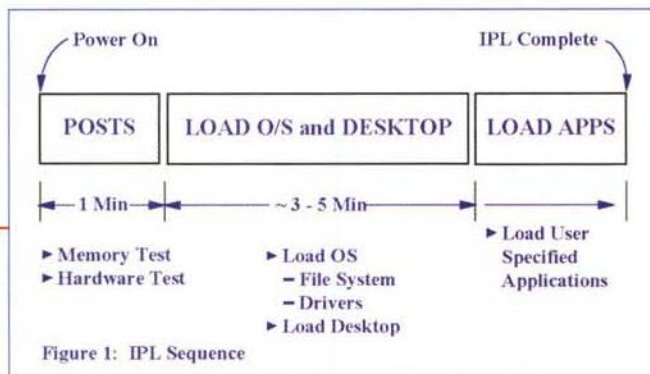 Power On
IPL Complete
POSTS
LOAD O/S and DESKTOP
LOAD APPS
1 Min
~ 3 - 5 Min
► Memory Test
► Hardware Test
► Load OS
– File System
– Drivers
► Load Desktop
► Load User
Specified
Applications
Figure 1: IPL Sequence